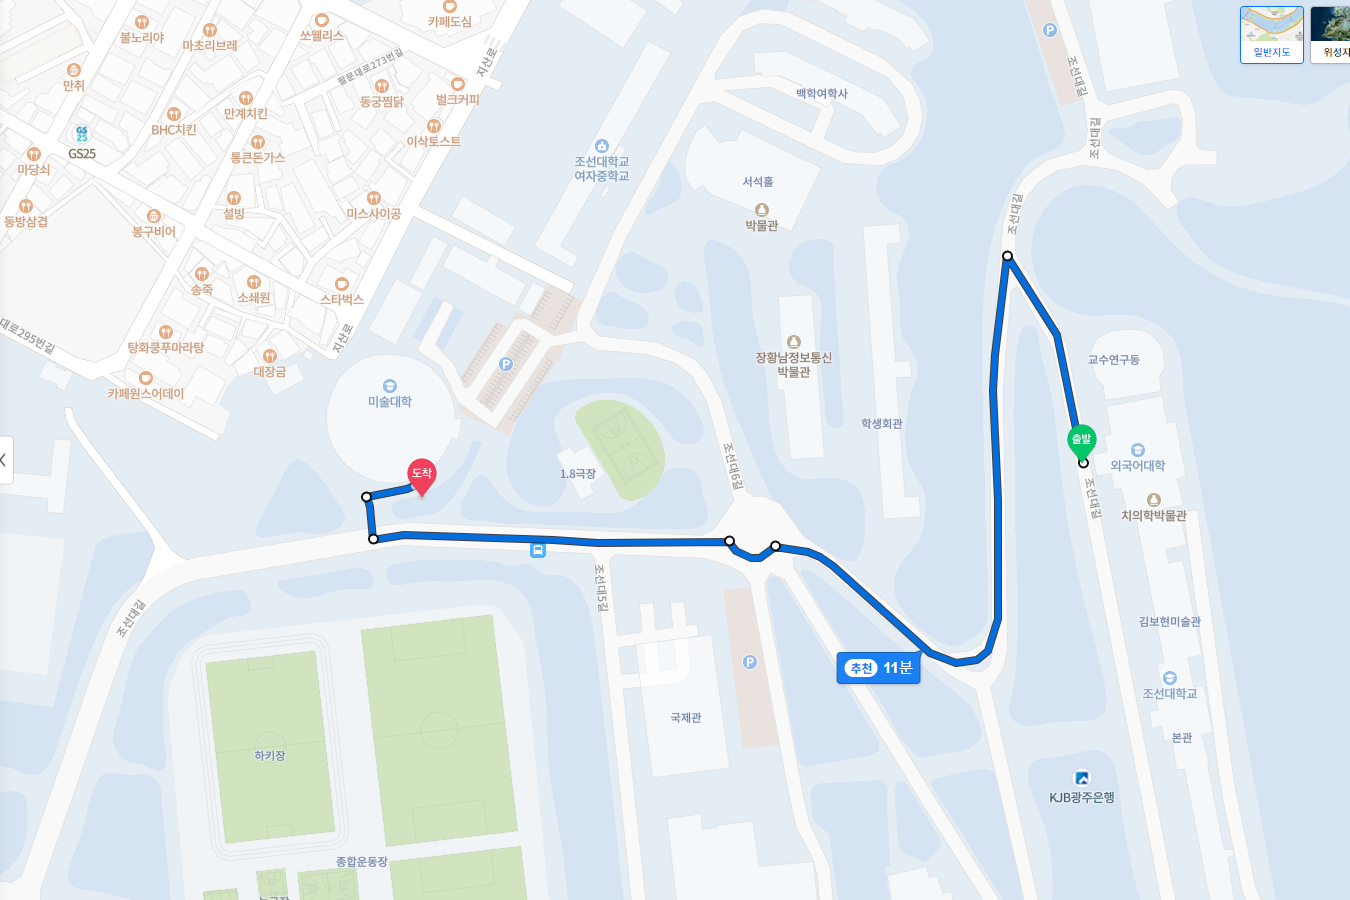 카페도심
쏘웰리스
불노리야
마초리브레
지산로
일반지도
조선대길
필문대로273번길
만취
동궁찜닭
벌크커피
백학여학사
만계치킨
BHC치킨
이삭토스트
조선대길
GS25
통큰돈가스
마당쇠
조선대학교
여자중학교
서석홀
설빙
미스사이공
조선대길
동방삼겹
봉구비어
박물관
송죽
소쇄원
스타벅스
대로295번길
지산로
탕화쿵푸마라탕
대장금
장황남정보통신
박물관
교수연구동
카페원스어데이
미술대학
학생회관
출발
외국어대학
도착
1.8극장
조선대6길
조선대길
치의학박물관
조선대5길
조선대길
김보현미술관
추천 11분
조선대학교
국제관
본관
하키장
KJB광주은행
종합운동장